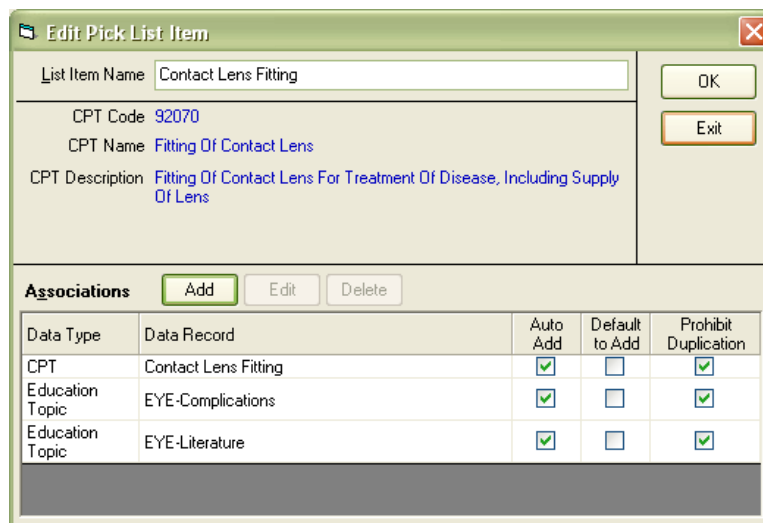 Edit Pick List Item
List Item Name Contact Lens Fitting
OK
CPT Code 92070
Exit
CPT Name Fitting Of Contact Lens
CPT Description Fitting Of Contact Lens For Treatment Of Disease, Including Supply
Of Lens
Associations Add Edit Delete
Data Type Data Record Auto Add Default to Add Prohibit Duplication
CPT Contact Lens Fitting
Education Topic EYE-Complications
Education Topic EYE-Literature